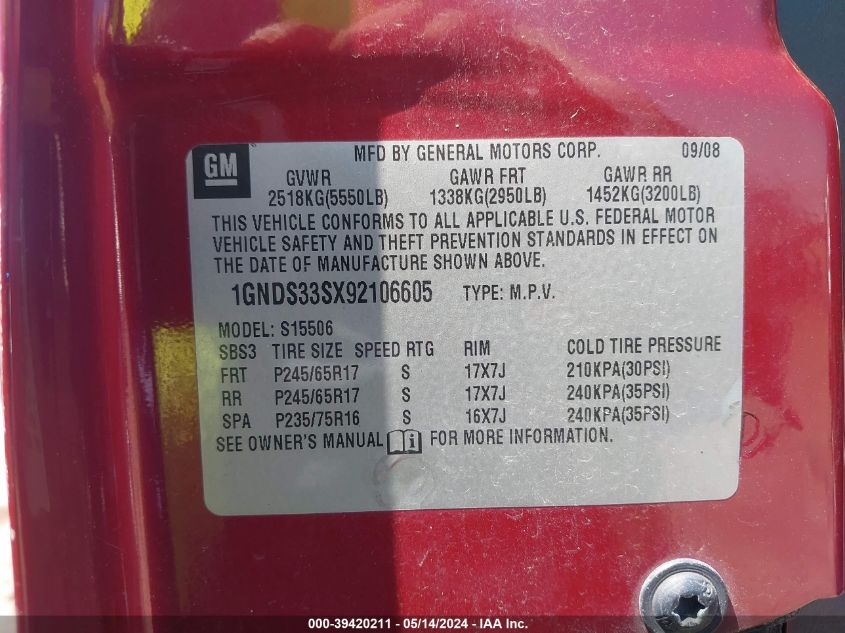 GM
MFD BY GENERAL MOTORS CORP. 09/08
GVWR GAWR FRT GAWR RR
2518KG(5550LB) 1338KG(2950LB) 1452KG(3200LB)
THIS VEHICLE CONFORMS TO ALL APPLICABLE U.S. FEDERAL MOTOR
VEHICLE SAFETY AND THEFT PREVENTION STANDARDS IN EFFECT ON
THE DATE OF MANUFACTURE SHOWN ABOVE.
1GNDS33SX92106605 TYPE: M.P.V.
MODEL: S15506
SBS3 TIRE SIZE SPEED RTG RIM COLD TIRE PRESSURE
FRT P245/65R17 S 17X7J 210KPA(30PSI)
RR P245/65R17 S 17X7J 240KPA(35PSI)
SPA P235/75R16 S 16X7J 240KPA(35PSI)
SEE OWNER'S MANUAL i FOR MORE INFORMATION.
000-39420211 - 05/14/2024 - IAA Inc.